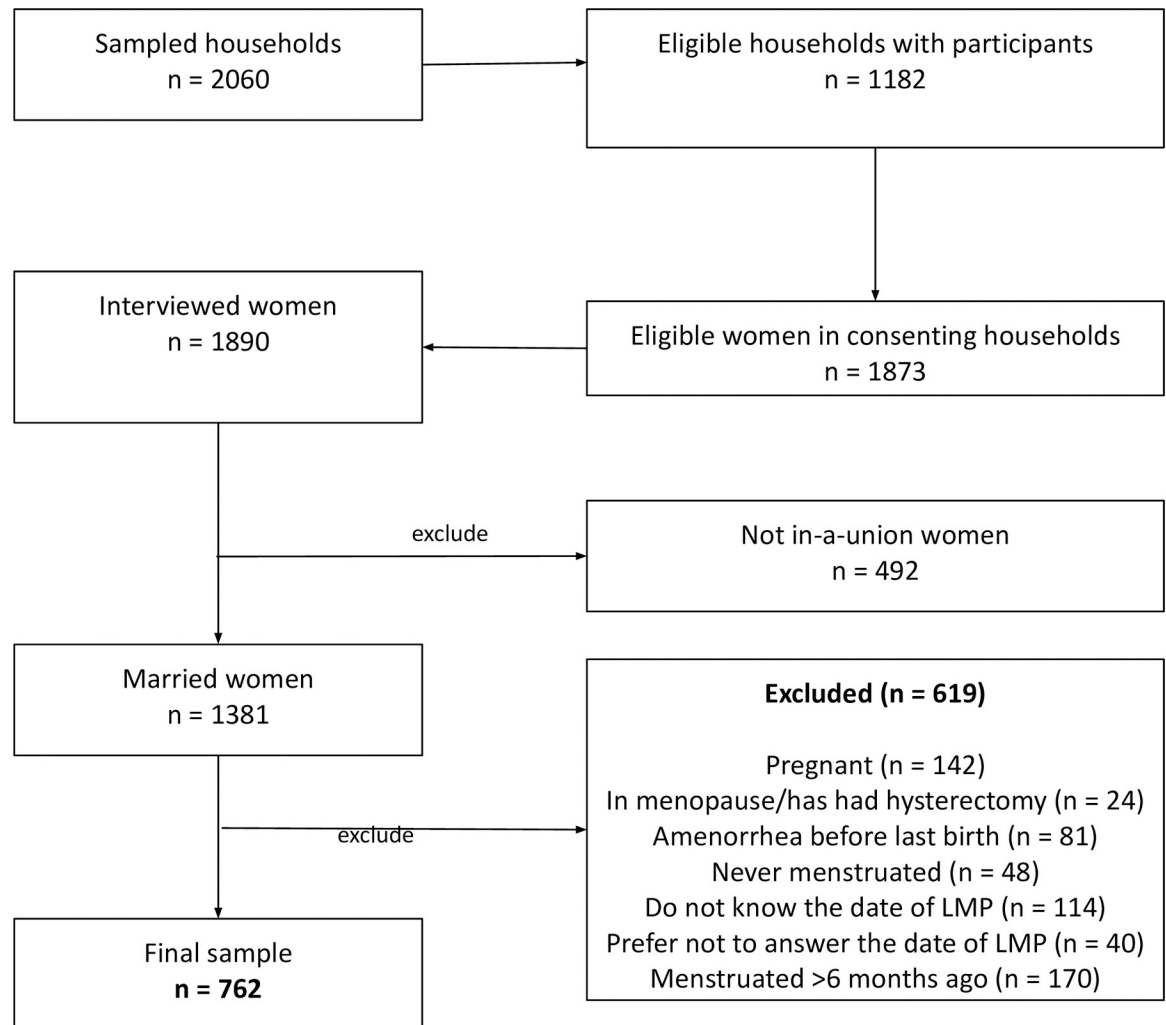 Sampled households
n = 2060
Eligible households with participants
n = 1182
Eligible women in consenting households
n = 1873
Interviewed women
n = 1890
exclude
Not in-a-union women
n = 492
Married women
n = 1381
exclude
Excluded (n = 619)
Pregnant (n = 142)
In menopause/has had hysterectomy (n = 24)
Amenorrhea before last birth (n = 81)
Never menstruated (n = 48)
Do not know the date of LMP (n = 114)
Prefer not to answer the date of LMP (n = 40)
Menstruated >6 months ago (n = 170)
Final sample
n = 762